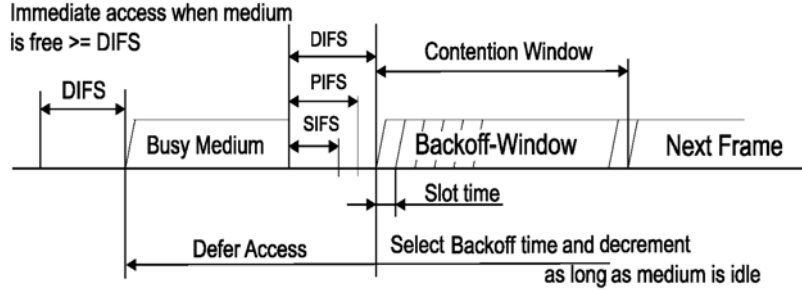 Immediate access when medium
is free >= DIFS
DIFS
DIFS
PIFS
SIFS
Contention Window
Busy Medium
Backoff-Window
Next Frame
Slot time
Defer Access
Select Backoff time and decrement
as long as medium is idle